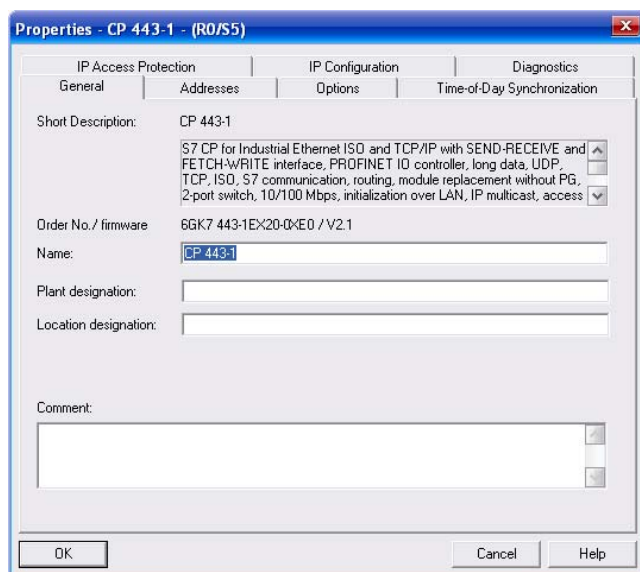 Properties - CP 443-1 - (R0/S5)
IP Access Protection
IP Configuration
Diagnostics
General
Addresses
Options
Time-of-Day Synchronization
Short Description:
CP 443-1
S7 CP for Industrial Ethernet ISO and TCP/IP with SEND-RECEIVE and
FETCH-WRITE interface, PROFINET IO controller, long data, UDP,
TCP, ISO, S7 communication, routing, module replacement without PG,
2-port switch, 10/100 Mbps, initialization over LAN, IP multicast, access
Order No./ firmware
6GK7 443-1EX20-0XE0 / V2.1
Name:
CP 443-1
Plant designation:
Location designation:
Comment:
OK
Cancel
Help